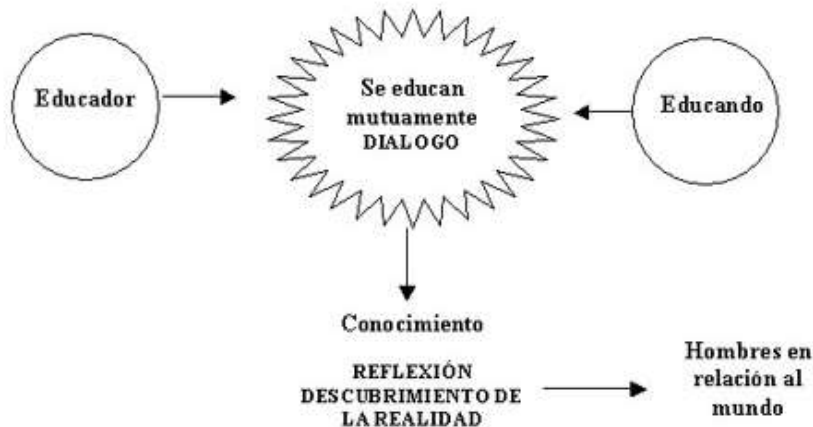 Educador
Se educan
mutuamente
DIALOGO
Educando
Conocimiento
REFLEXIÓN
DESCUBRIMIENTO DE
LA REALIDAD
Hombres en
relación al
mundo